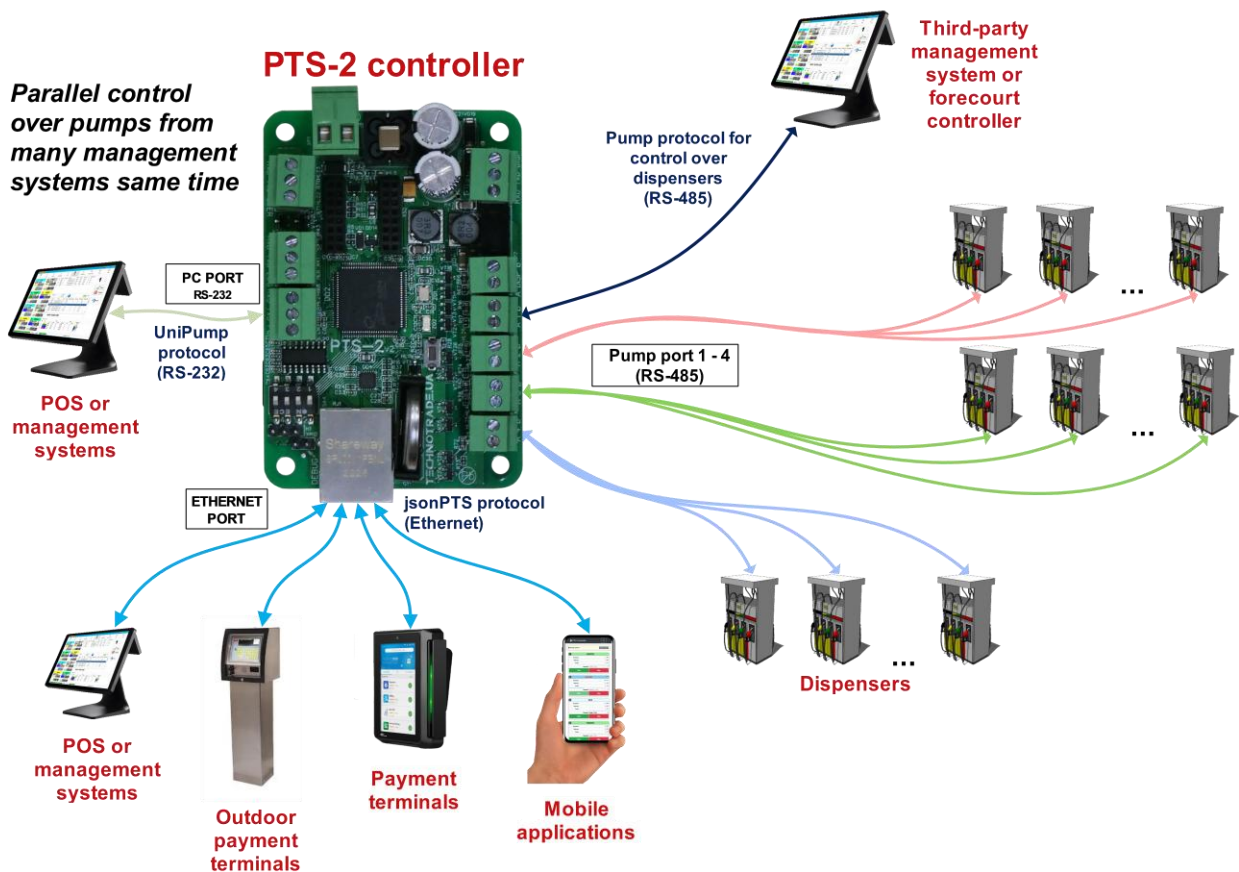 PTS-2 controller
Parallel control
over pumps from
many management
systems same time
Third-party
management
system or
forecourt
controller
Pump protocol for
control over
dispensers
(RS-485)
PC PORT
RS-232
UniPump
protocol
(RS-232)
POS or
management
systems
PTS-2
TECHNOTRADE.UA
Shareway
DEBUG
Pump port 1 - 4
(RS-485)
...
...
ETHERNET
PORT
jsonPTS protocol
(Ethernet)
...
Dispensers
POS or
management
systems
Outdoor
payment
terminals
Payment
terminals
Mobile
applications